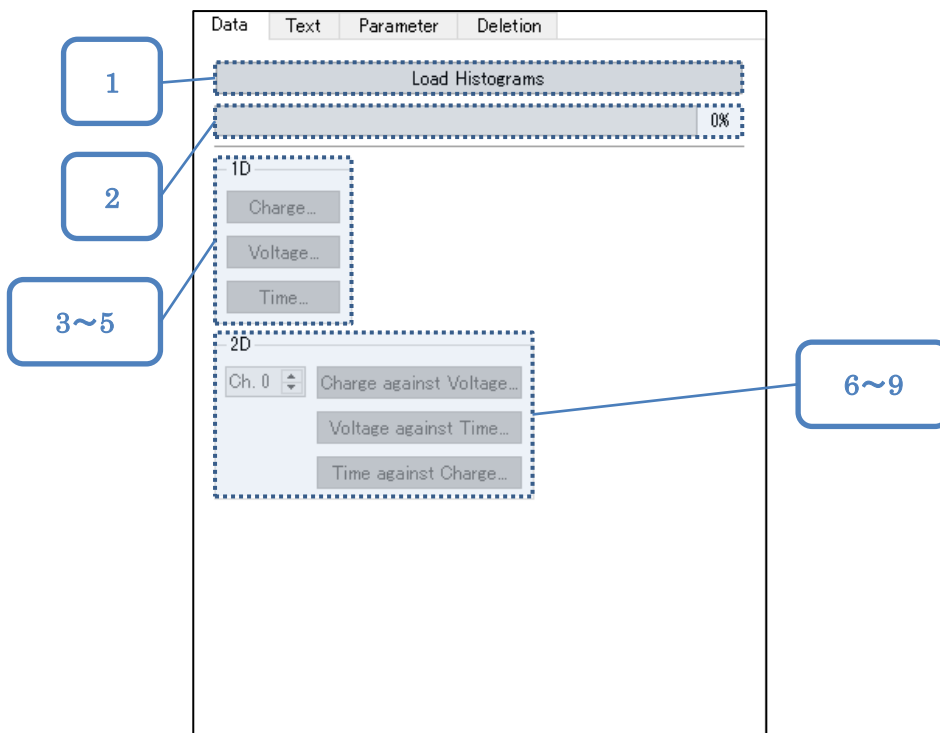 Data Text Parameter Deletion
1
Load Histograms
0%
2
1D
Charge...
Voltage...
Time...
3～5
2D
Ch. 0 Charge against Voltage...
Voltage against Time...
Time against Charge...
6～9